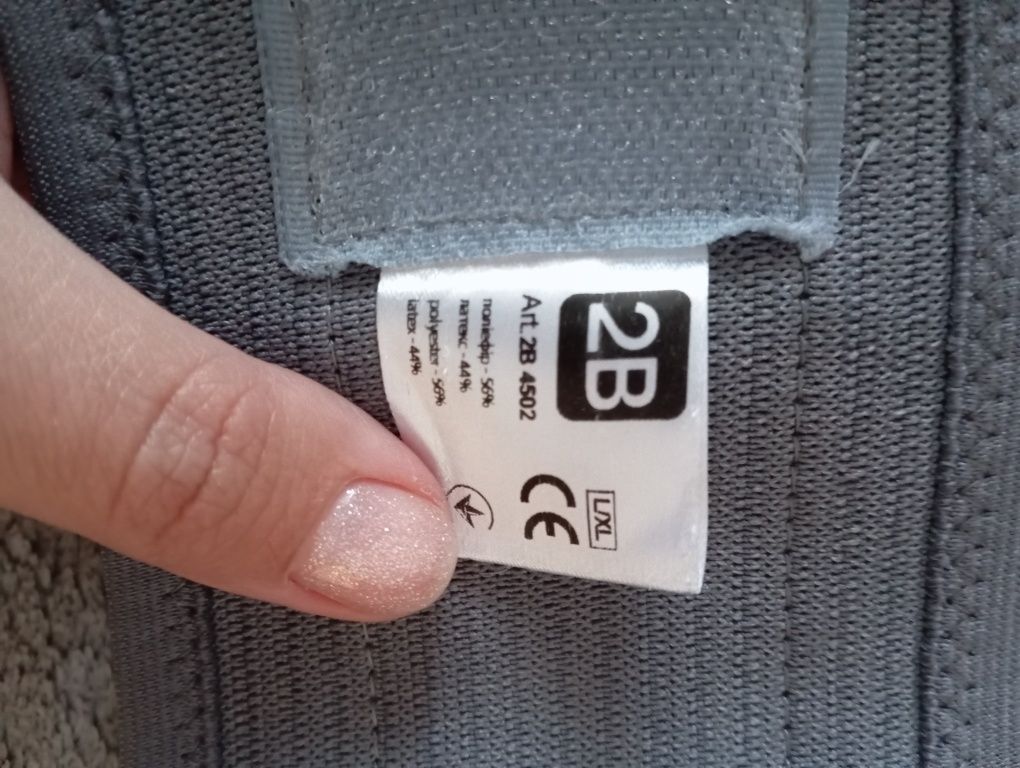 2B
Art. 2B 4502
поліефір - 56%
латекс - 44%
polyester - 56%
latex - 44%
CE
L/XL